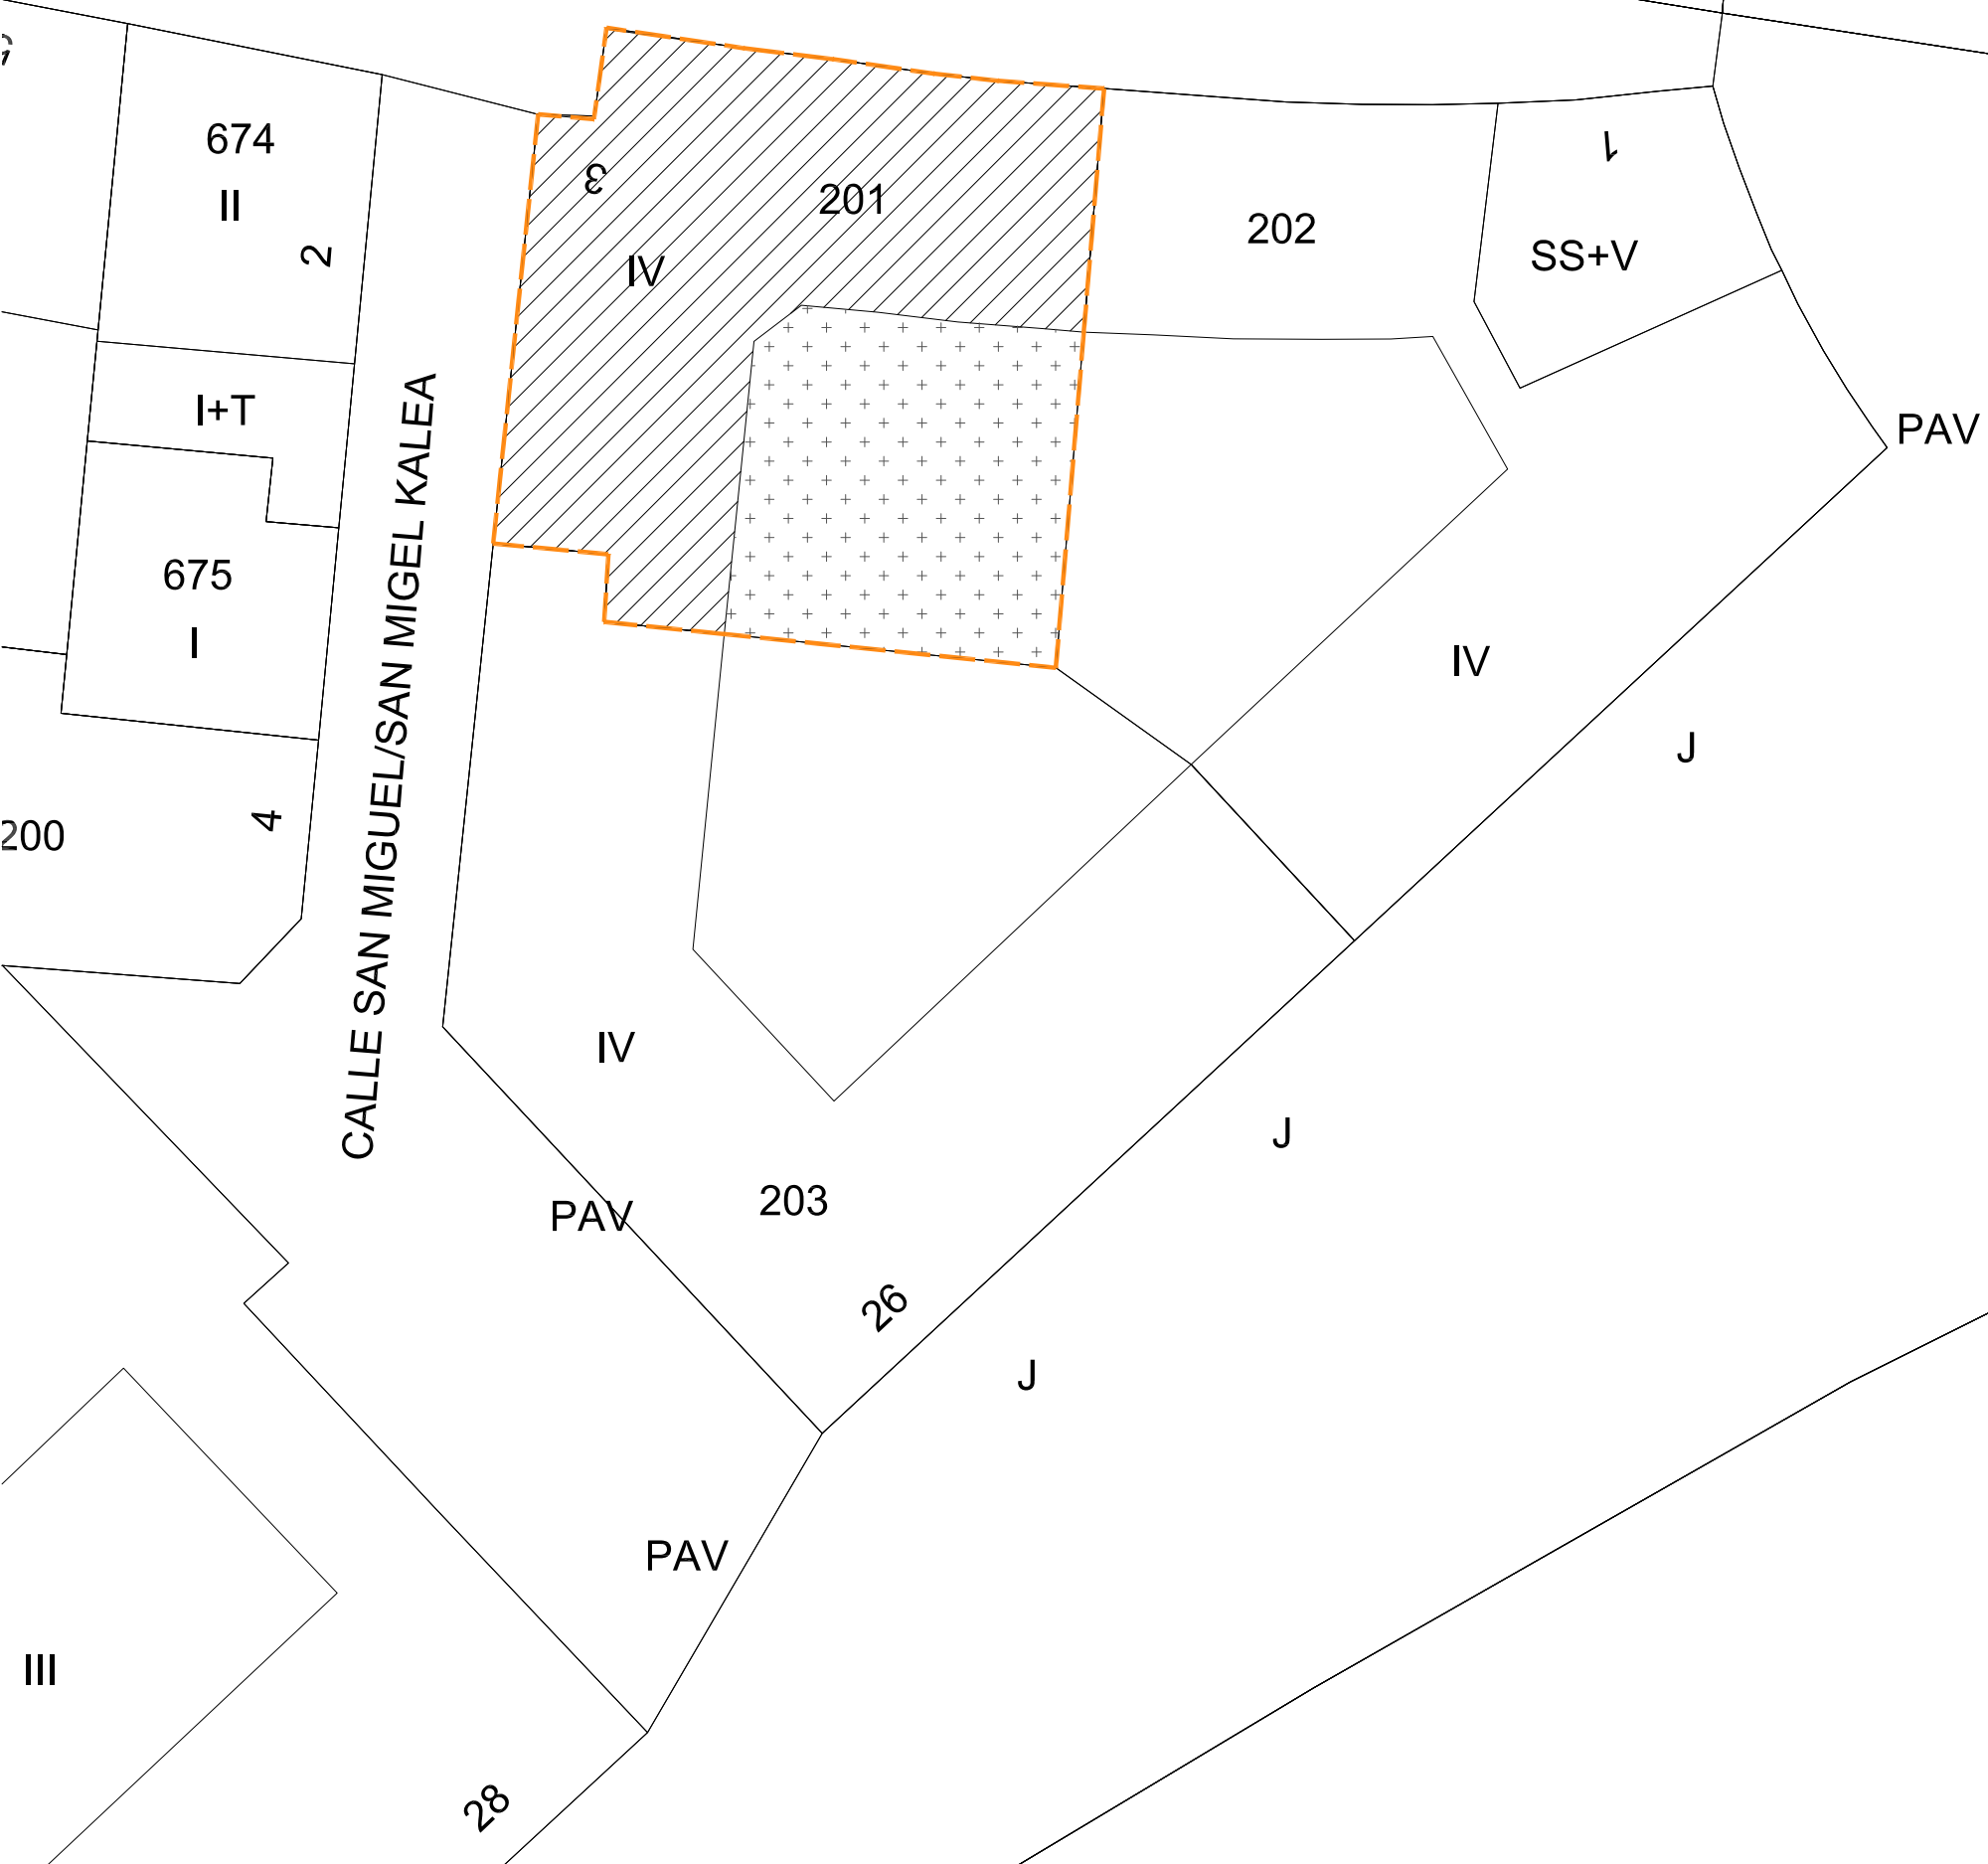 674
II
2
3
201
IV
202
1
SS+V
I+T
PAV
675
I
CALLE SAN MIGUEL/SAN MIGEL KALEA
IV
J
4
200
IV
J
203
PAV
26
J
PAV
III
28